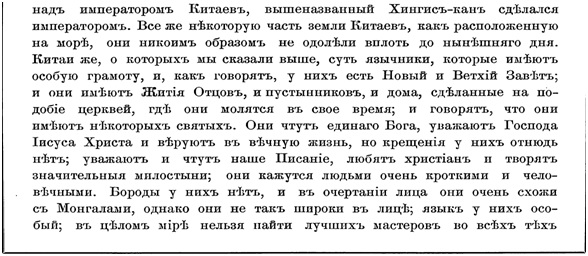 надъ императоромъ Китаевъ, вышеназванный Хингисъ-канъ сдѣлался
императоромъ. Все же нѣкоторую часть земли Китаевъ, какъ расположенную
на морѣ, они никоимъ образомъ не одолѣли вплоть до нынѣшняго дня.
Китаи же, о которыхъ мы сказали выше, суть язычники, которые имѣютъ
особую грамоту, и, какъ говорятъ, у нихъ есть Новый и Ветхій Завѣтъ;
и они имѣютъ Житія Отцовъ, и пустынниковъ, и дома, сдѣланные на по-
добіе церквей, гдѣ они молятся въ свое время; и говорятъ, что они
имѣютъ нѣкоторыхъ святыхъ. Они чтутъ единаго Бога, уважаютъ Господа
Іисуса Христа и вѣруютъ въ вѣчную жизнь, но крещенія у нихъ отнюдь
нѣтъ; уважаютъ и чтутъ наше Писаніе, любятъ христіанъ и творятъ
значительныя милостыни; они кажутся людьми очень кроткими и чело-
вѣчными. Бороды у нихъ нѣтъ, и въ очертаніи лица они очень схожи
съ Монгалами, однако они не такъ широки въ лицѣ; языкъ у нихъ осо-
бый; въ цѣломъ мірѣ нельзя найти лучшихъ мастеровъ во всѣхъ тѣхъ